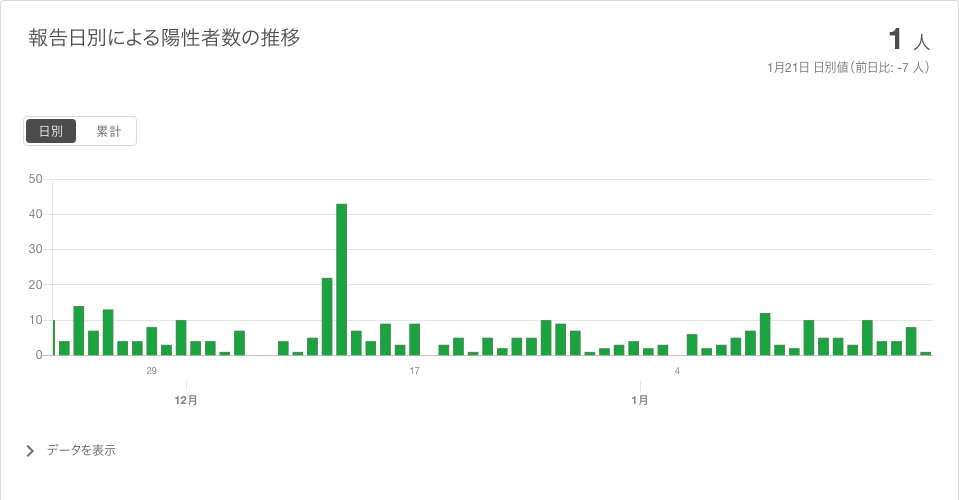 報告日別による陽性者数の推移
1 人
1月21日 日別値(前日比: -7 人)
日別 累計
50
40
30
20
10
0
29 17 4
12月 1月
データを表示